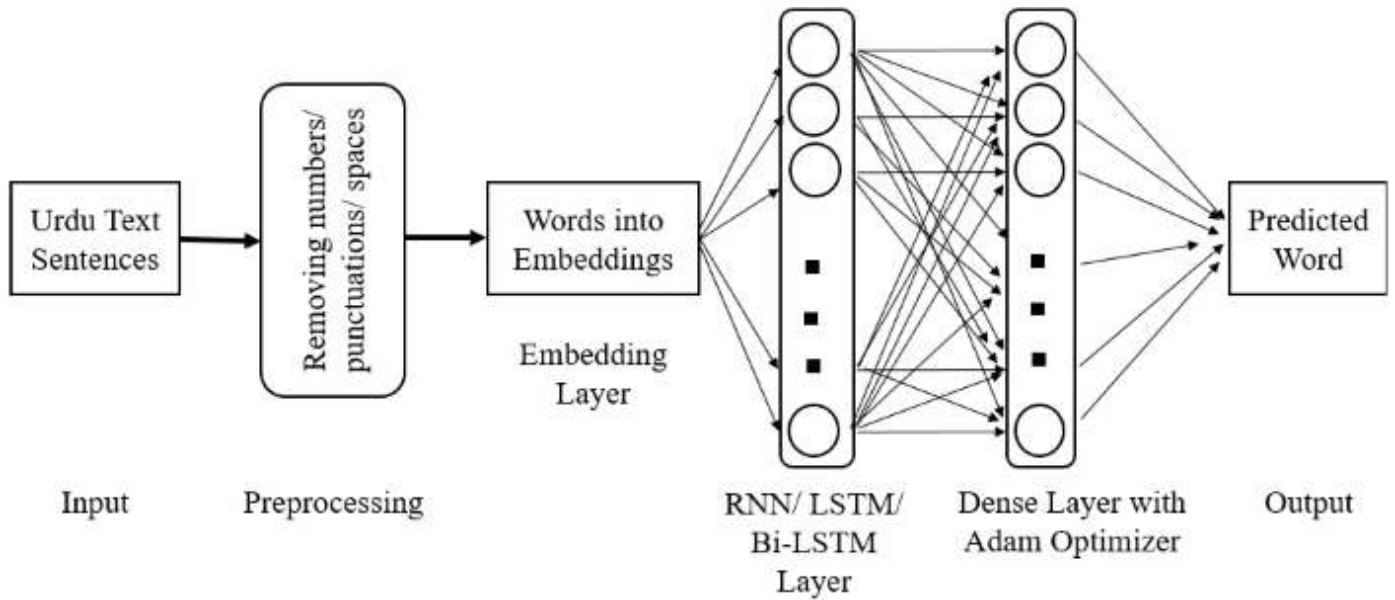 Urdu Text
Sentences
Removing numbers/
punctuations/ spaces
Words into
Embeddings
Embedding
Layer
Predicted
Word
Input
Preprocessing
RNN/ LSTM/
Bi-LSTM
Layer
Dense Layer with
Adam Optimizer
Output